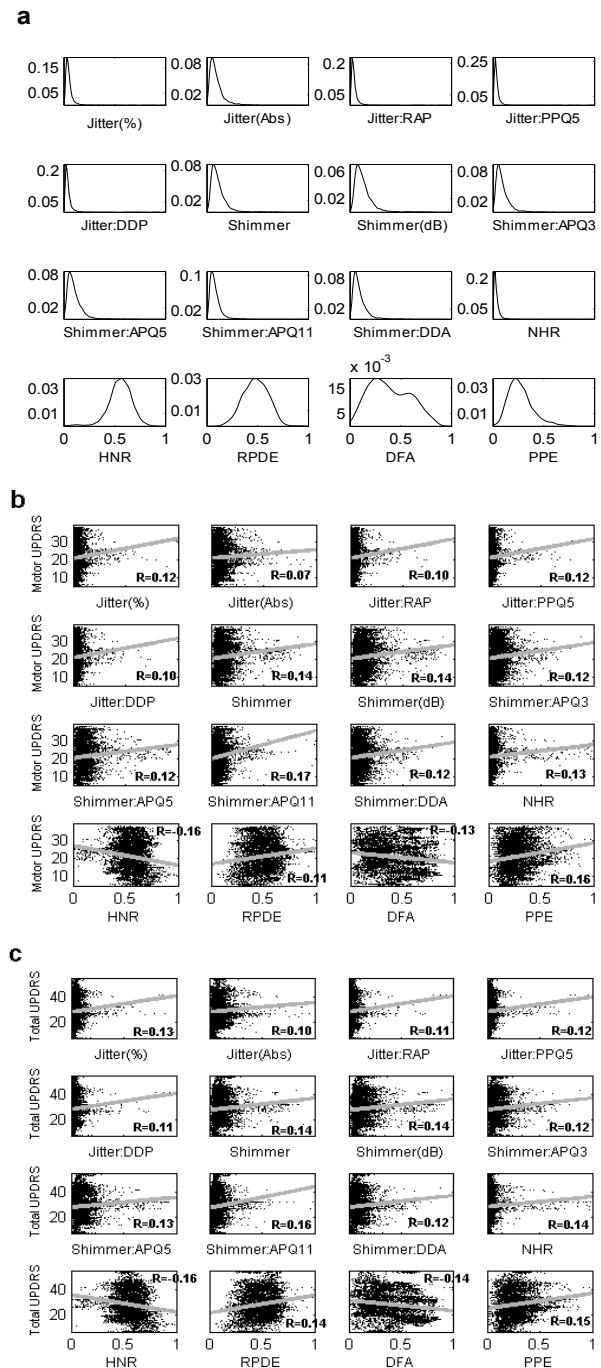 a
0.15 0.08 0.2 0.25
0.05 0.02 0.05 0.05
Jitter(%) Jitter(Abs) Jitter:RAP Jitter:PPQ5
0.2 0.08 0.06 0.08
0.05 0.02 0.02 0.02
Jitter:DDP Shimmer Shimmer(dB) Shimmer:APQ3
0.08 0.1 0.08 0.2
0.02 0.02 0.02 0.05
Shimmer:APQ5 Shimmer:APQ11 Shimmer:DDA NHR
x 10^-3
0.03 0.03 15 0.03
0.01 0.01 5 0.01
0 0.5 1 0 0.5 1 0 0.5 1 0 0.5 1
HNR RPDE DFA PPE
b
Motor UPDRS 30 20 10
R=0.12 R=0.07 R=0.10 R=0.12
Jitter(%) Jitter(Abs) Jitter:RAP Jitter:PPQ5
Motor UPDRS 30 20 10
R=0.10 R=0.14 R=0.14 R=0.12
Jitter:DDP Shimmer Shimmer(dB) Shimmer:APQ3
Motor UPDRS 30 20 10
R=0.12 R=0.17 R=0.12 R=0.13
Shimmer:APQ5 Shimmer:APQ11 Shimmer:DDA NHR
Motor UPDRS 30 20 10
R=-0.16 R=0.11 R=-0.13 R=0.16
0 0.5 1 0 0.5 1 0 0.5 1 0 0.5 1
HNR RPDE DFA PPE
c
Total UPDRS 40 20
R=0.13 R=0.10 R=0.11 R=0.12
Jitter(%) Jitter(Abs) Jitter:RAP Jitter:PPQ5
Total UPDRS 40 20
R=0.11 R=0.14 R=0.14 R=0.12
Jitter:DDP Shimmer Shimmer(dB) Shimmer:APQ3
Total UPDRS 40 20
R=0.13 R=0.16 R=0.12 R=0.14
Shimmer:APQ5 Shimmer:APQ11 Shimmer:DDA NHR
Total UPDRS 40 20
R=-0.16 R=0.14 R=-0.14 R=0.15
0 0.5 1 0 0.5 1 0 0.5 1 0 0.5 1
HNR RPDE DFA PPE